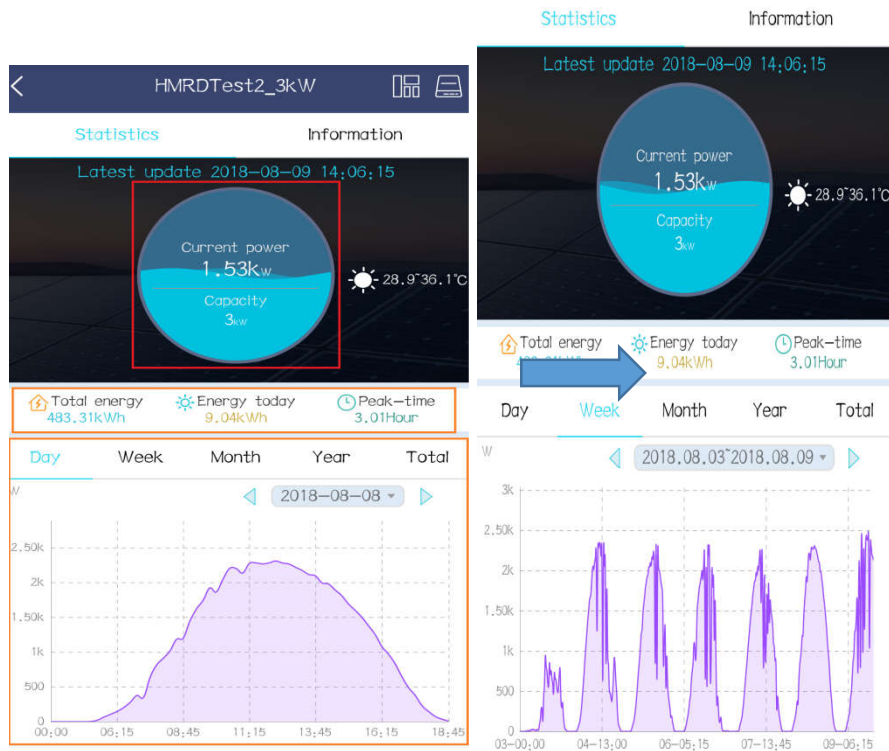 HMRDTest2_3kW
Statistics Information
Latest update 2018-08-09 14:06:15
Current power
1.53kW
Capacity
3kW
28.9~36.1℃
Total energy Energy today Peak-time
483.31kWh 9.04kWh 3.01Hour
Day Week Month Year Total
W
2018-08-08
2.50k
2k
1.50k
1k
500
0
00:00 06:15 08:45 11:15 13:45 16:15 18:45
Statistics Information
Latest update 2018-08-09 14:06:15
Current power
1.53kW
Capacity
3kW
28.9~36.1℃
Total energy Energy today Peak-time
9.04kWh 3.01Hour
Day Week Month Year Total
W
2018.08.03~2018.08.09
3k
2.50k
2k
1.50k
1k
500
0
03-00:00 04-13:00 06-05:15 07-13:45 09-06:15